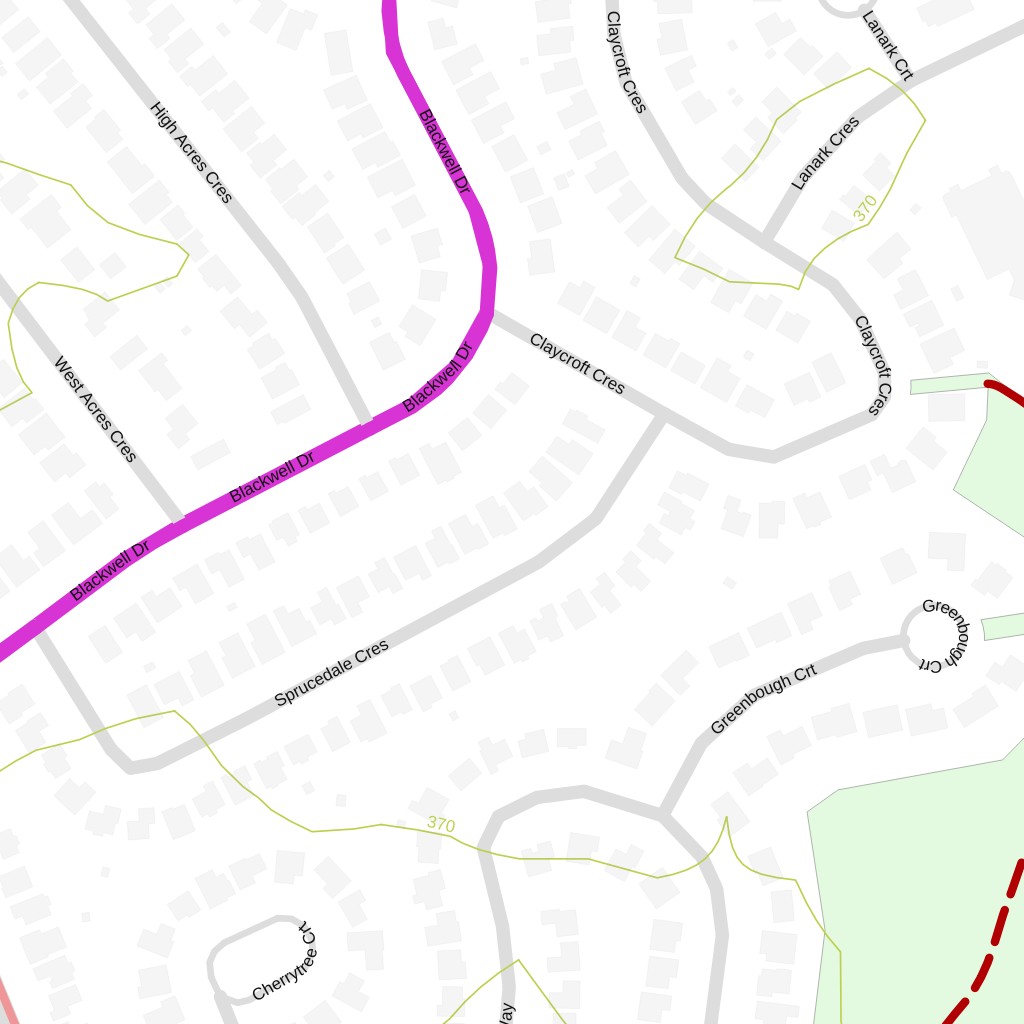 Claycroft Cres
Lanark Crt
High Acres Cres
Blackwell Dr
Lanark Cres
370
Claycroft Cres
Claycroft Cres
Blackwell Dr
West Acres Cres
Blackwell Dr
Blackwell Dr
Greenbough Crt
Sprucedale Cres
Greenbough Crt
370
Cherrytree Crt